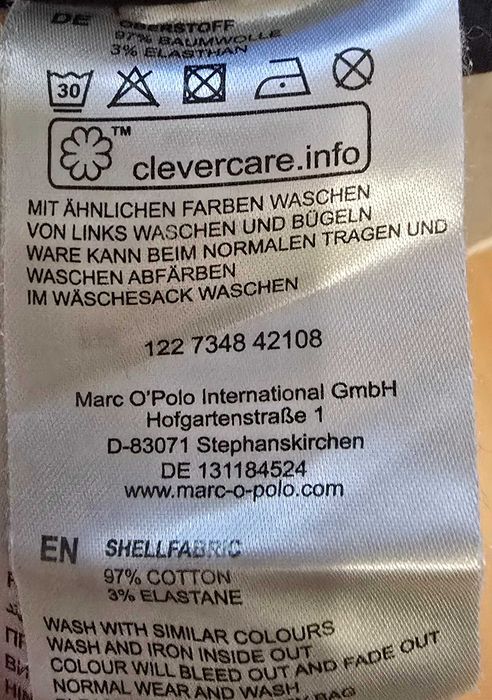 DE OBERSTOFF
97% BAUMWOLLE
3% ELASTHAN
30
™
clevercare.info
MIT ÄHNLICHEN FARBEN WASCHEN
VON LINKS WASCHEN UND BÜGELN
WARE KANN BEIM NORMALEN TRAGEN UND
WASCHEN ABFÄRBEN
IM WÄSCHESACK WASCHEN
122 7348 42108
Marc O'Polo International GmbH
Hofgartenstraße 1
D-83071 Stephanskirchen
DE 131184524
www.marc-o-polo.com
EN SHELLFABRIC
97% COTTON
3% ELASTANE
WASH WITH SIMILAR COLOURS
WASH AND IRON INSIDE OUT
COLOUR WILL BLEED OUT AND FADE OUT
NORMAL WEAR AND WASH
BAG